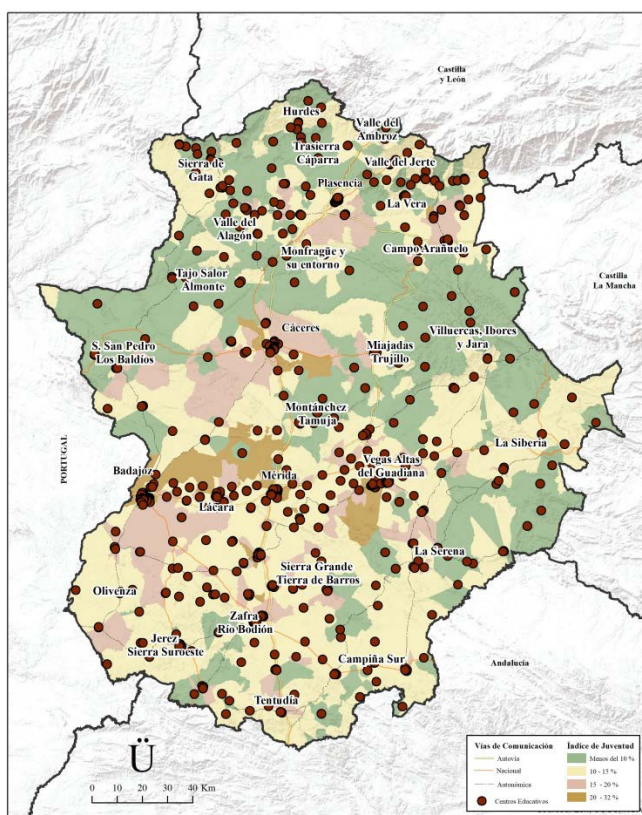 Castilla
y León
Hurdes
Valle del
Ambroz
Trasierra
Cáparra
Sierra de
Gata
Valle del Jerte
Plasencia
La Vera
Valle del
Alagón
Monfragüe y
su entorno
Campo Arañuelo
Tajo Salor
Almonte
Castilla
La Mancha
Cáceres
Villuercas, Ibores
y Jara
S. San Pedro
Los Baldíos
Miajadas
Trujillo
Montánchez
Tamuja
La Siberia
PORTUGAL
Badajoz
Mérida
Vegas Altas
del Guadiana
Lácara
La Serena
Sierra Grande
Tierra de Barros
Olivenza
Zafra
Río Bodión
Jerez
Sierra Suroeste
Campiña Sur
Andalucía
Tentudía
Ü
0 10 20 30 40 Km
Vías de Comunicación
Autovía
Nacional
Autonómica
Centros Educativos
Índice de Juventud
Menos del 10 %
10 - 15 %
15 - 20 %
20 - 32 %